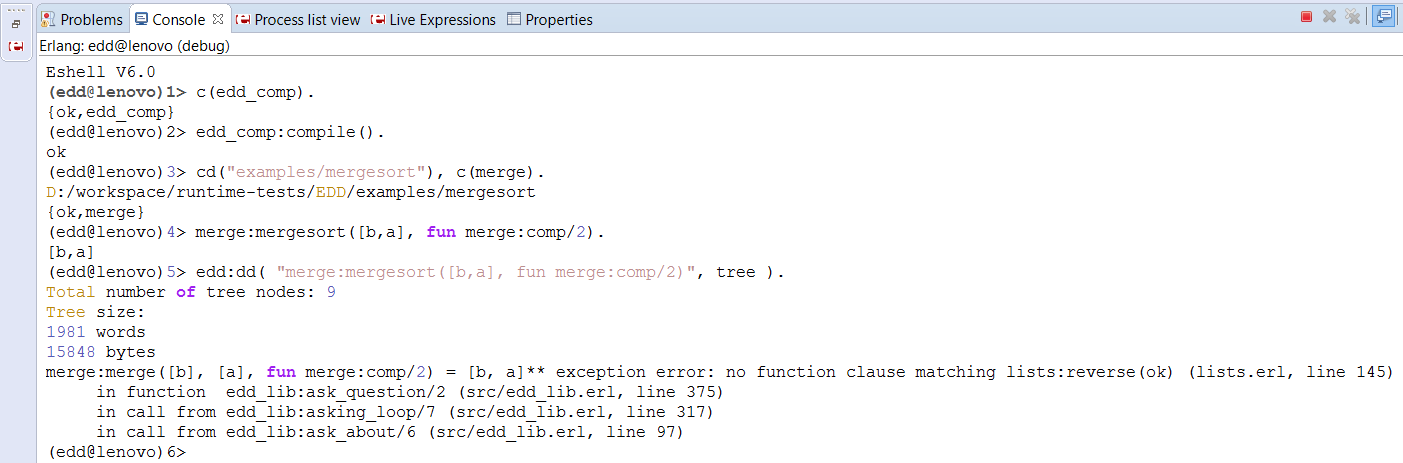 Problems Console Process list view Live Expressions Properties
Erlang: edd@lenovo (debug)
Eshell V6.0
(edd@lenovo)1> c(edd_comp).
{ok,edd_comp}
(edd@lenovo)2> edd_comp:compile().
ok
(edd@lenovo)3> cd("examples/mergesort"), c(merge).
D:/workspace/runtime-tests/EDD/examples/mergesort
{ok,merge}
(edd@lenovo)4> merge:mergesort([b,a], fun merge:comp/2).
[b,a]
(edd@lenovo)5> edd:dd( "merge:mergesort([b,a], fun merge:comp/2)", tree ).
Total number of tree nodes: 9
Tree size:
1981 words
15848 bytes
merge:merge([b], [a], fun merge:comp/2) = [b, a]** exception error: no function clause matching lists:reverse(ok) (lists.erl, line 145)
in function  edd_lib:ask_question/2 (src/edd_lib.erl, line 375)
in call from edd_lib:asking_loop/7 (src/edd_lib.erl, line 317)
in call from edd_lib:ask_about/6 (src/edd_lib.erl, line 97)
(edd@lenovo)6>